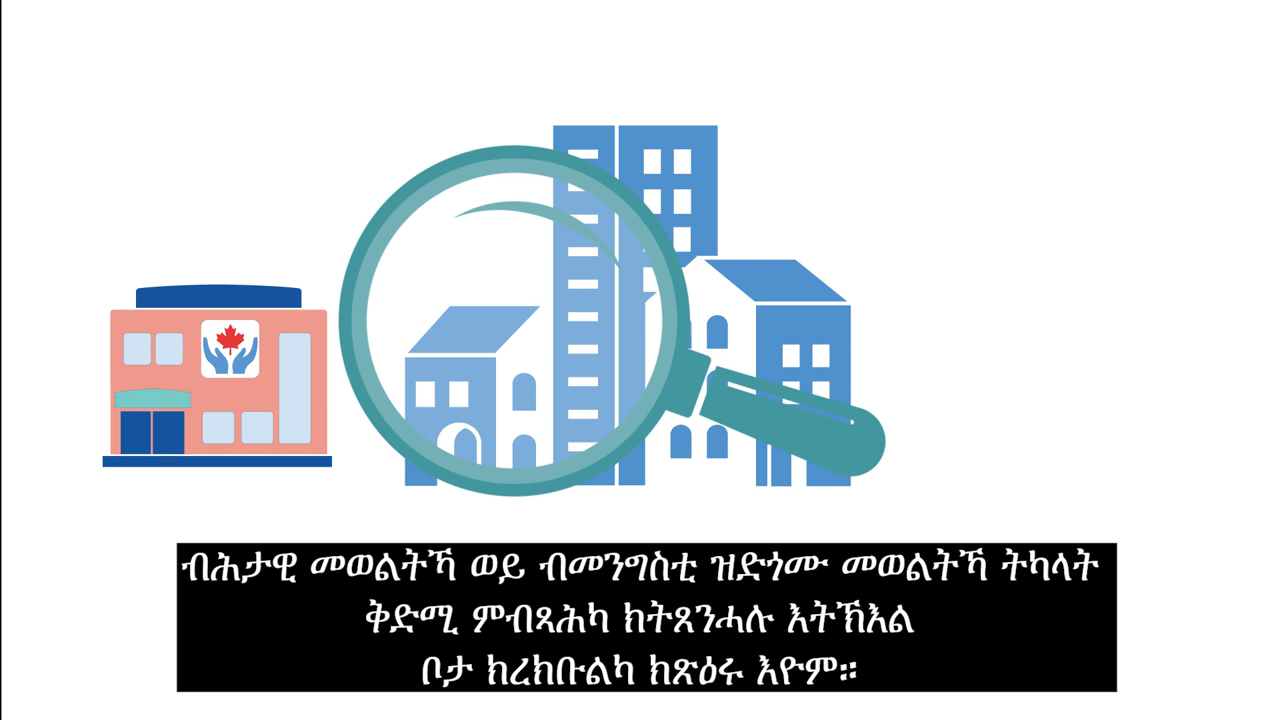 ብሕታዊ መወልትኻ ወይ ብመንግስቲ ዝድጎሙ መወልትኻ ትካላት
ቅድሚ ምብጻሕካ ክትጸንሓሉ እትኽእል
ቦታ ክረክቡልካ ክጽዕሩ እዮም።